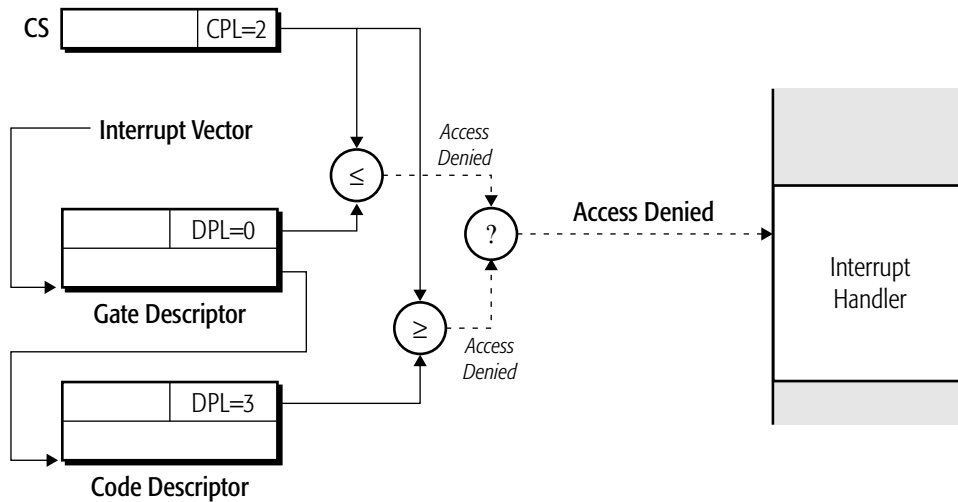 CS
CPL=2
Interrupt Vector
Access
Denied
≤
DPL=0
?
Access Denied
Gate Descriptor
Interrupt
Handler
≥
Access
Denied
DPL=3
Code Descriptor